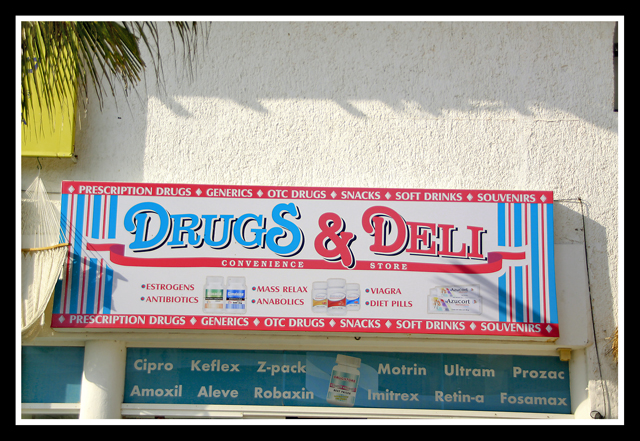 ♦ PRESCRIPTION DRUGS ♦ GENERICS ♦ OTC DRUGS ♦ SNACKS ♦ SOFT DRINKS ♦ SOUVENIRS ♦
DRUGS & DELI
CONVENIENCE STORE
•ESTROGENS •MASS RELAX •VIAGRA
•ANTIBIOTICS •ANABOLICS •DIET PILLS
Azucort
Azucort
♦ PRESCRIPTION DRUGS ♦ GENERICS ♦ OTC DRUGS ♦ SNACKS ♦ SOFT DRINKS ♦ SOUVENIRS ♦
Cipro Keflex Z-pack Motrin Ultram Prozac
Amoxil Aleve Robaxin Imitrex Retin-a Fosamax